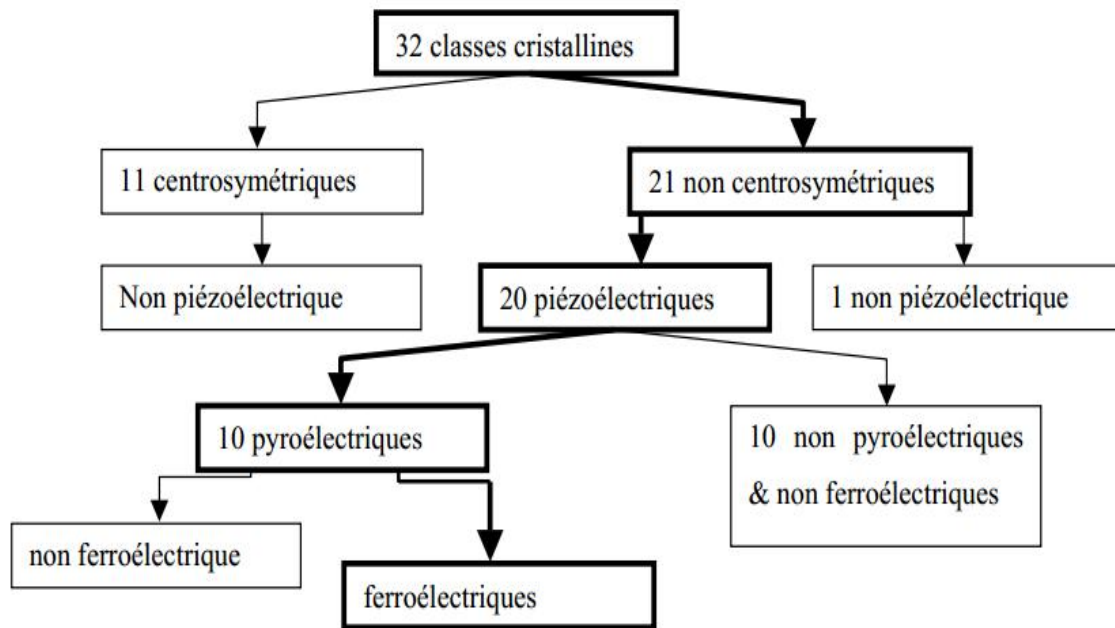 32 classes cristallines
11 centrosymétriques
21 non centrosymétriques
Non piézoélectrique
20 piézoélectriques
1 non piézoélectrique
10 pyroélectriques
10 non pyroélectriques
& non ferroélectriques
non ferroélectrique
ferroélectriques